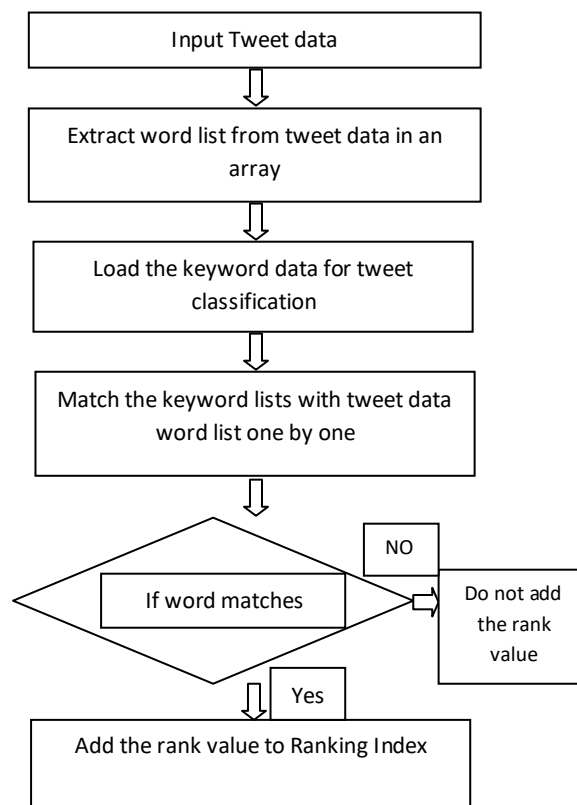 Input Tweet data
Extract word list from tweet data in an
array
Load the keyword data for tweet
classification
Match the keyword lists with tweet data
word list one by one
NO
If word matches
Do not add
the rank
value
Yes
Add the rank value to Ranking Index